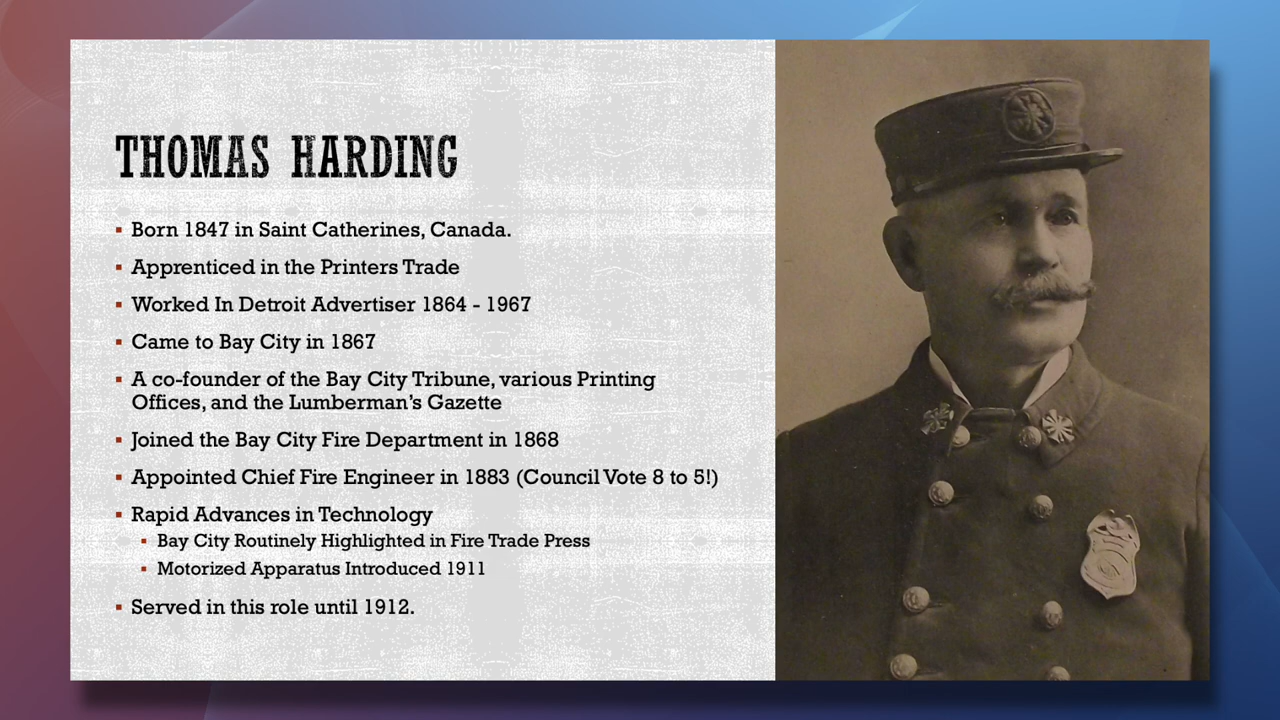 THOMAS HARDING
Born 1847 in Saint Catherines, Canada.
Apprenticed in the Printers Trade
Worked In Detroit Advertiser 1864 - 1967
Came to Bay City in 1867
A co-founder of the Bay City Tribune, various Printing
Offices, and the Lumberman's Gazette
Joined the Bay City Fire Department in 1868
Appointed Chief Fire Engineer in 1883 (Council Vote 8 to 5!)
Rapid Advances in Technology
Bay City Routinely Highlighted in Fire Trade Press
Motorized Apparatus Introduced 1911
Served in this role until 1912.